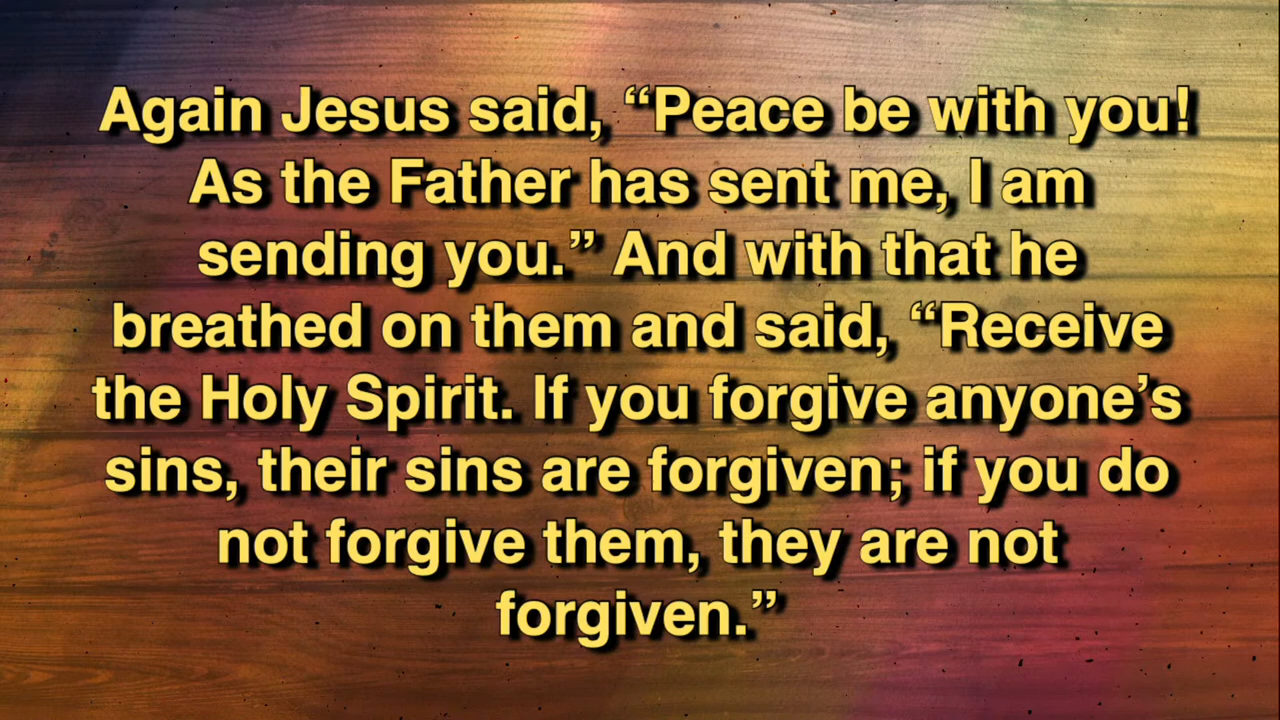 Again Jesus said, “Peace be with you!
As the Father has sent me, I am
sending you.” And with that he
breathed on them and said, “Receive
the Holy Spirit. If you forgive anyone’s
sins, their sins are forgiven; if you do
not forgive them, they are not
forgiven.”